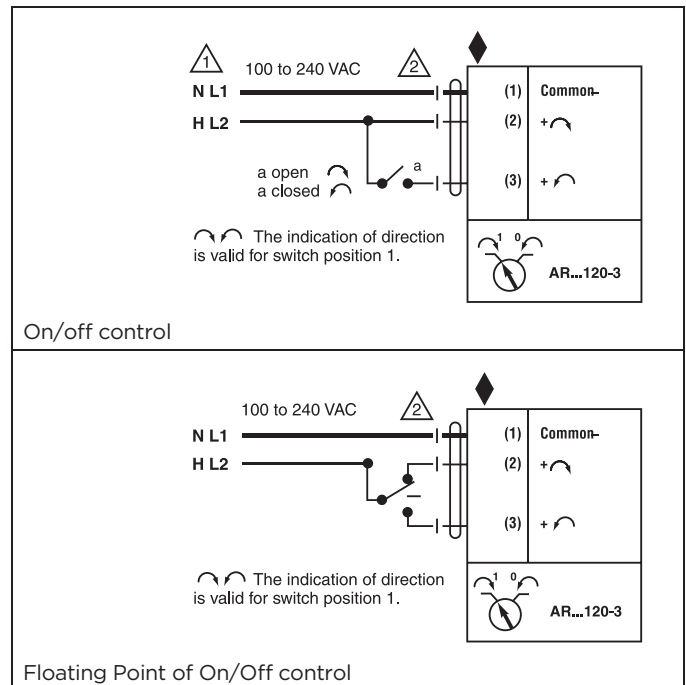 1 100 to 240 VAC 2
N L1 (1) Common–
H L2 (2) +
a open a
a closed (3) +
The indication of direction
is valid for switch position 1.
1 0
AR...120-3
On/off control
100 to 240 VAC 2
N L1 (1) Common–
H L2 (2) +
(3) +
The indication of direction
is valid for switch position 1.
1 0
AR...120-3
Floating Point of On/Off control